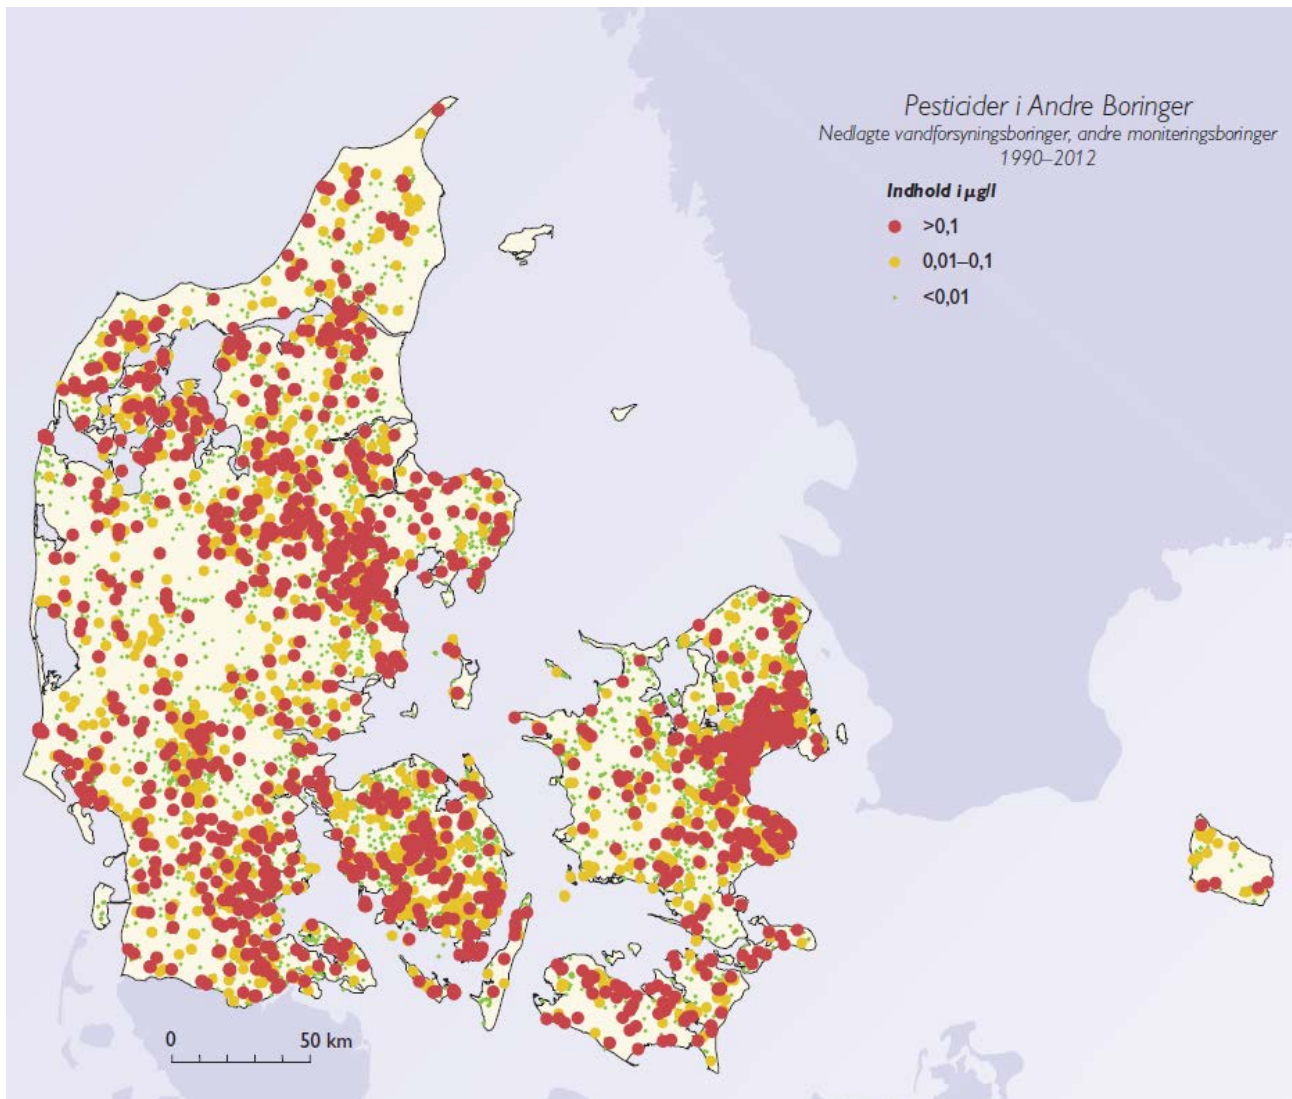 Pesticider i Andre Boringer
Nedlagte vandforsyningsboringer, andre moniteringsboringer
1990–2012
Indhold i µg/l
>0,1
0,01–0,1
<0,01
0 50 km